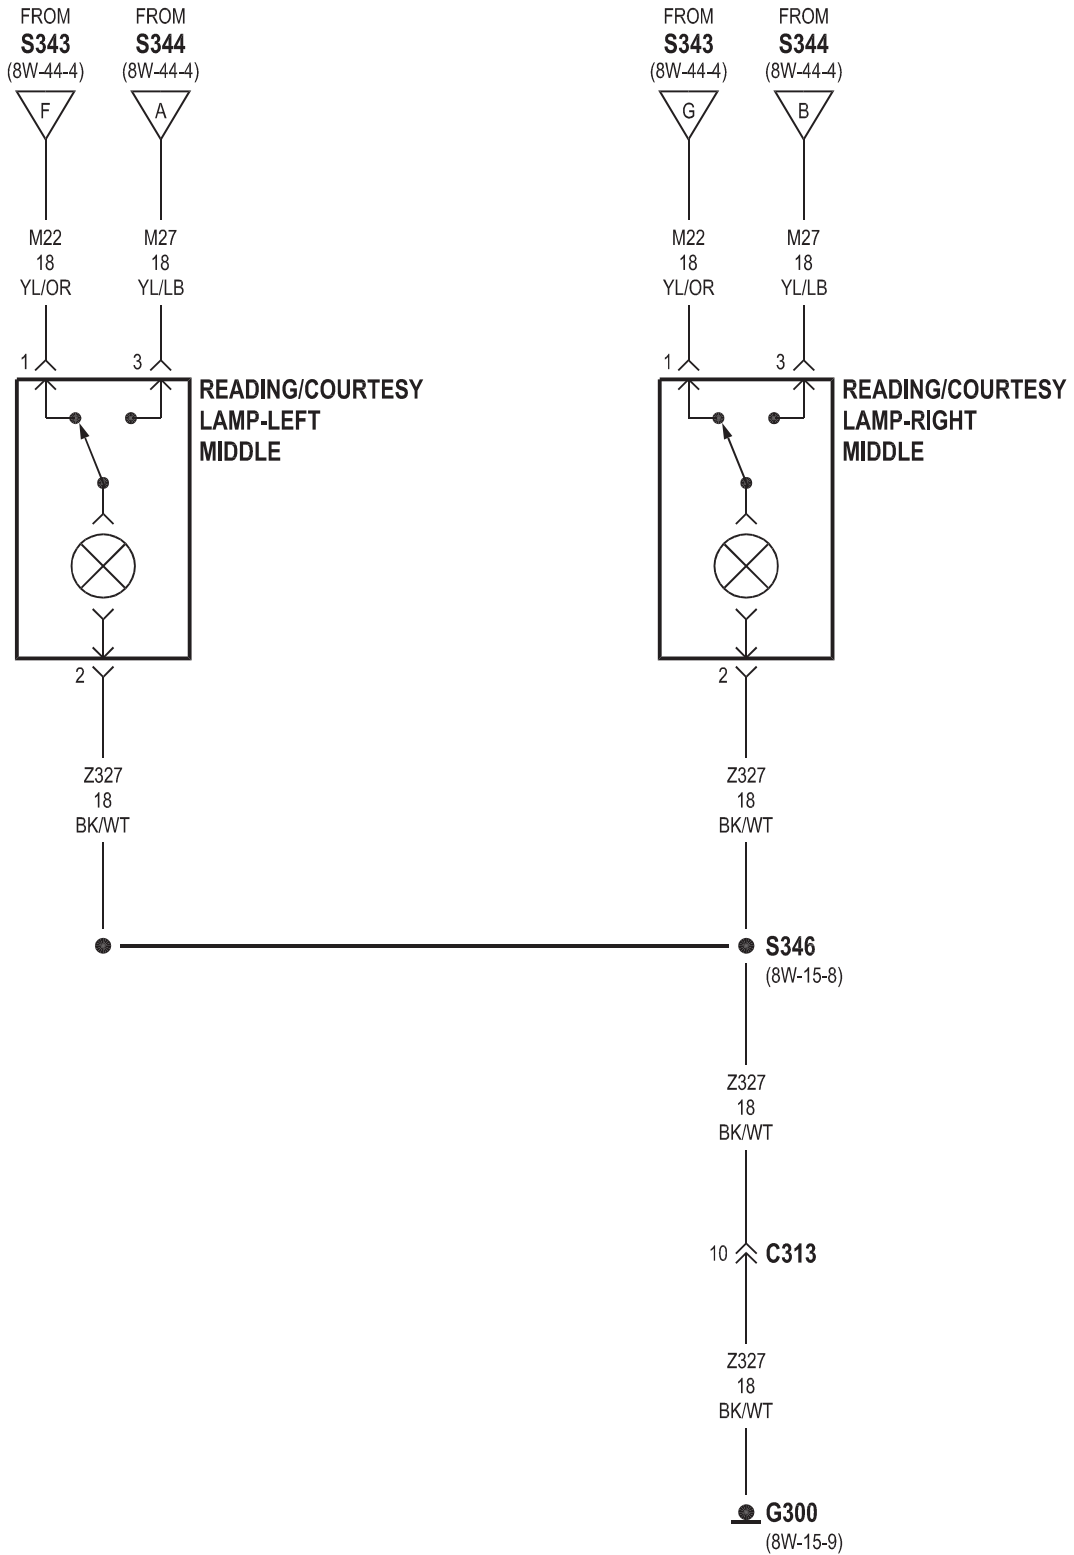 FROM
S343
(8W-44-4)
F
FROM
S344
(8W-44-4)
A
FROM
S343
(8W-44-4)
G
FROM
S344
(8W-44-4)
B
M22
18
YL/OR
M27
18
YL/LB
M22
18
YL/OR
M27
18
YL/LB
1
3
READING/COURTESY
LAMP-LEFT
MIDDLE
1
3
READING/COURTESY
LAMP-RIGHT
MIDDLE
2
2
Z327
18
BK/WT
Z327
18
BK/WT
S346
(8W-15-8)
Z327
18
BK/WT
10 C313
Z327
18
BK/WT
G300
(8W-15-9)